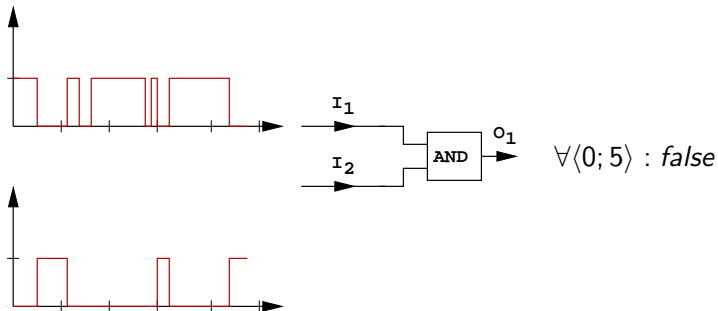 I₁
O₁
AND
I₂
∀⟨0; 5⟩ : false